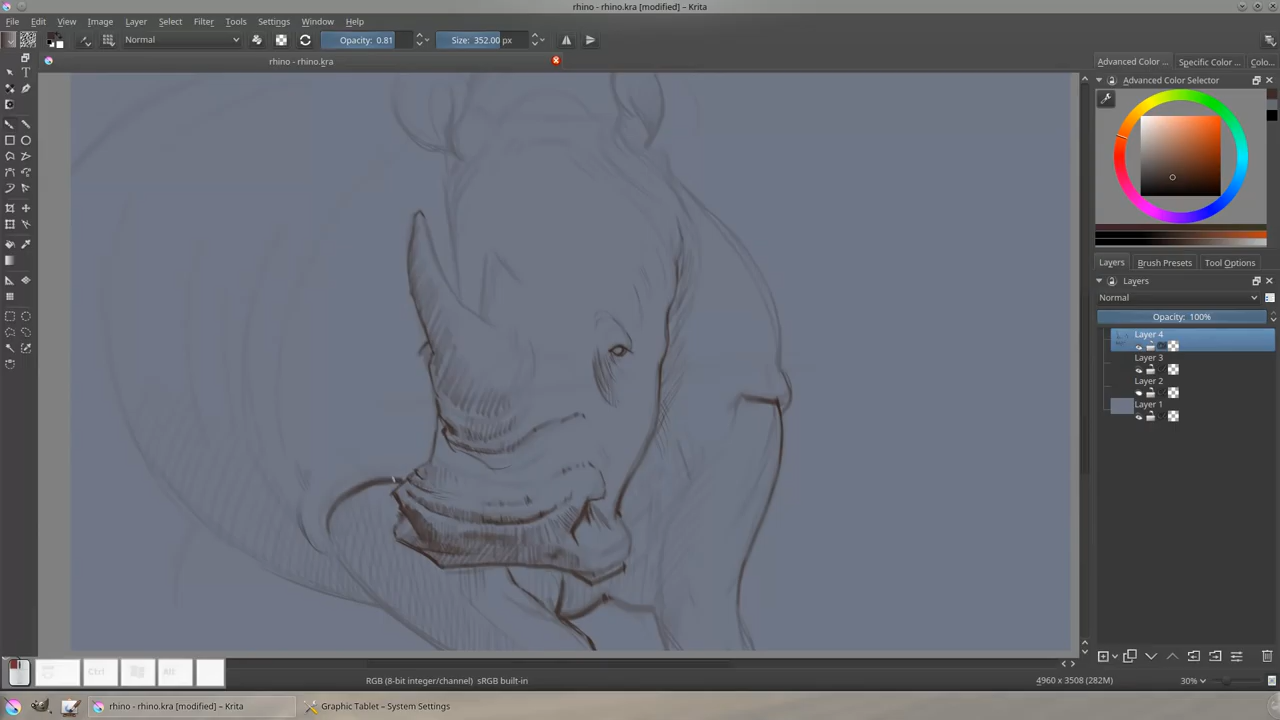 rhino - rhino.kra [modified] – Krita
File Edit View Image Layer Select Filter Tools Settings Window Help
Normal Opacity: 0.81 Size: 352.00 px
rhino - rhino.kra
Advanced Color ... Specific Color ... Colo...
Advanced Color Selector
Layers Brush Presets Tool Options
Layers
Normal
Opacity: 100%
Layer 4
Layer 3
Layer 2
Layer 1
Ctrl Alt
RGB (8-bit integer/channel) sRGB built-in 4960 x 3508 (282M) 30%
rhino - rhino.kra [modified] – Krita Graphic Tablet – System Settings